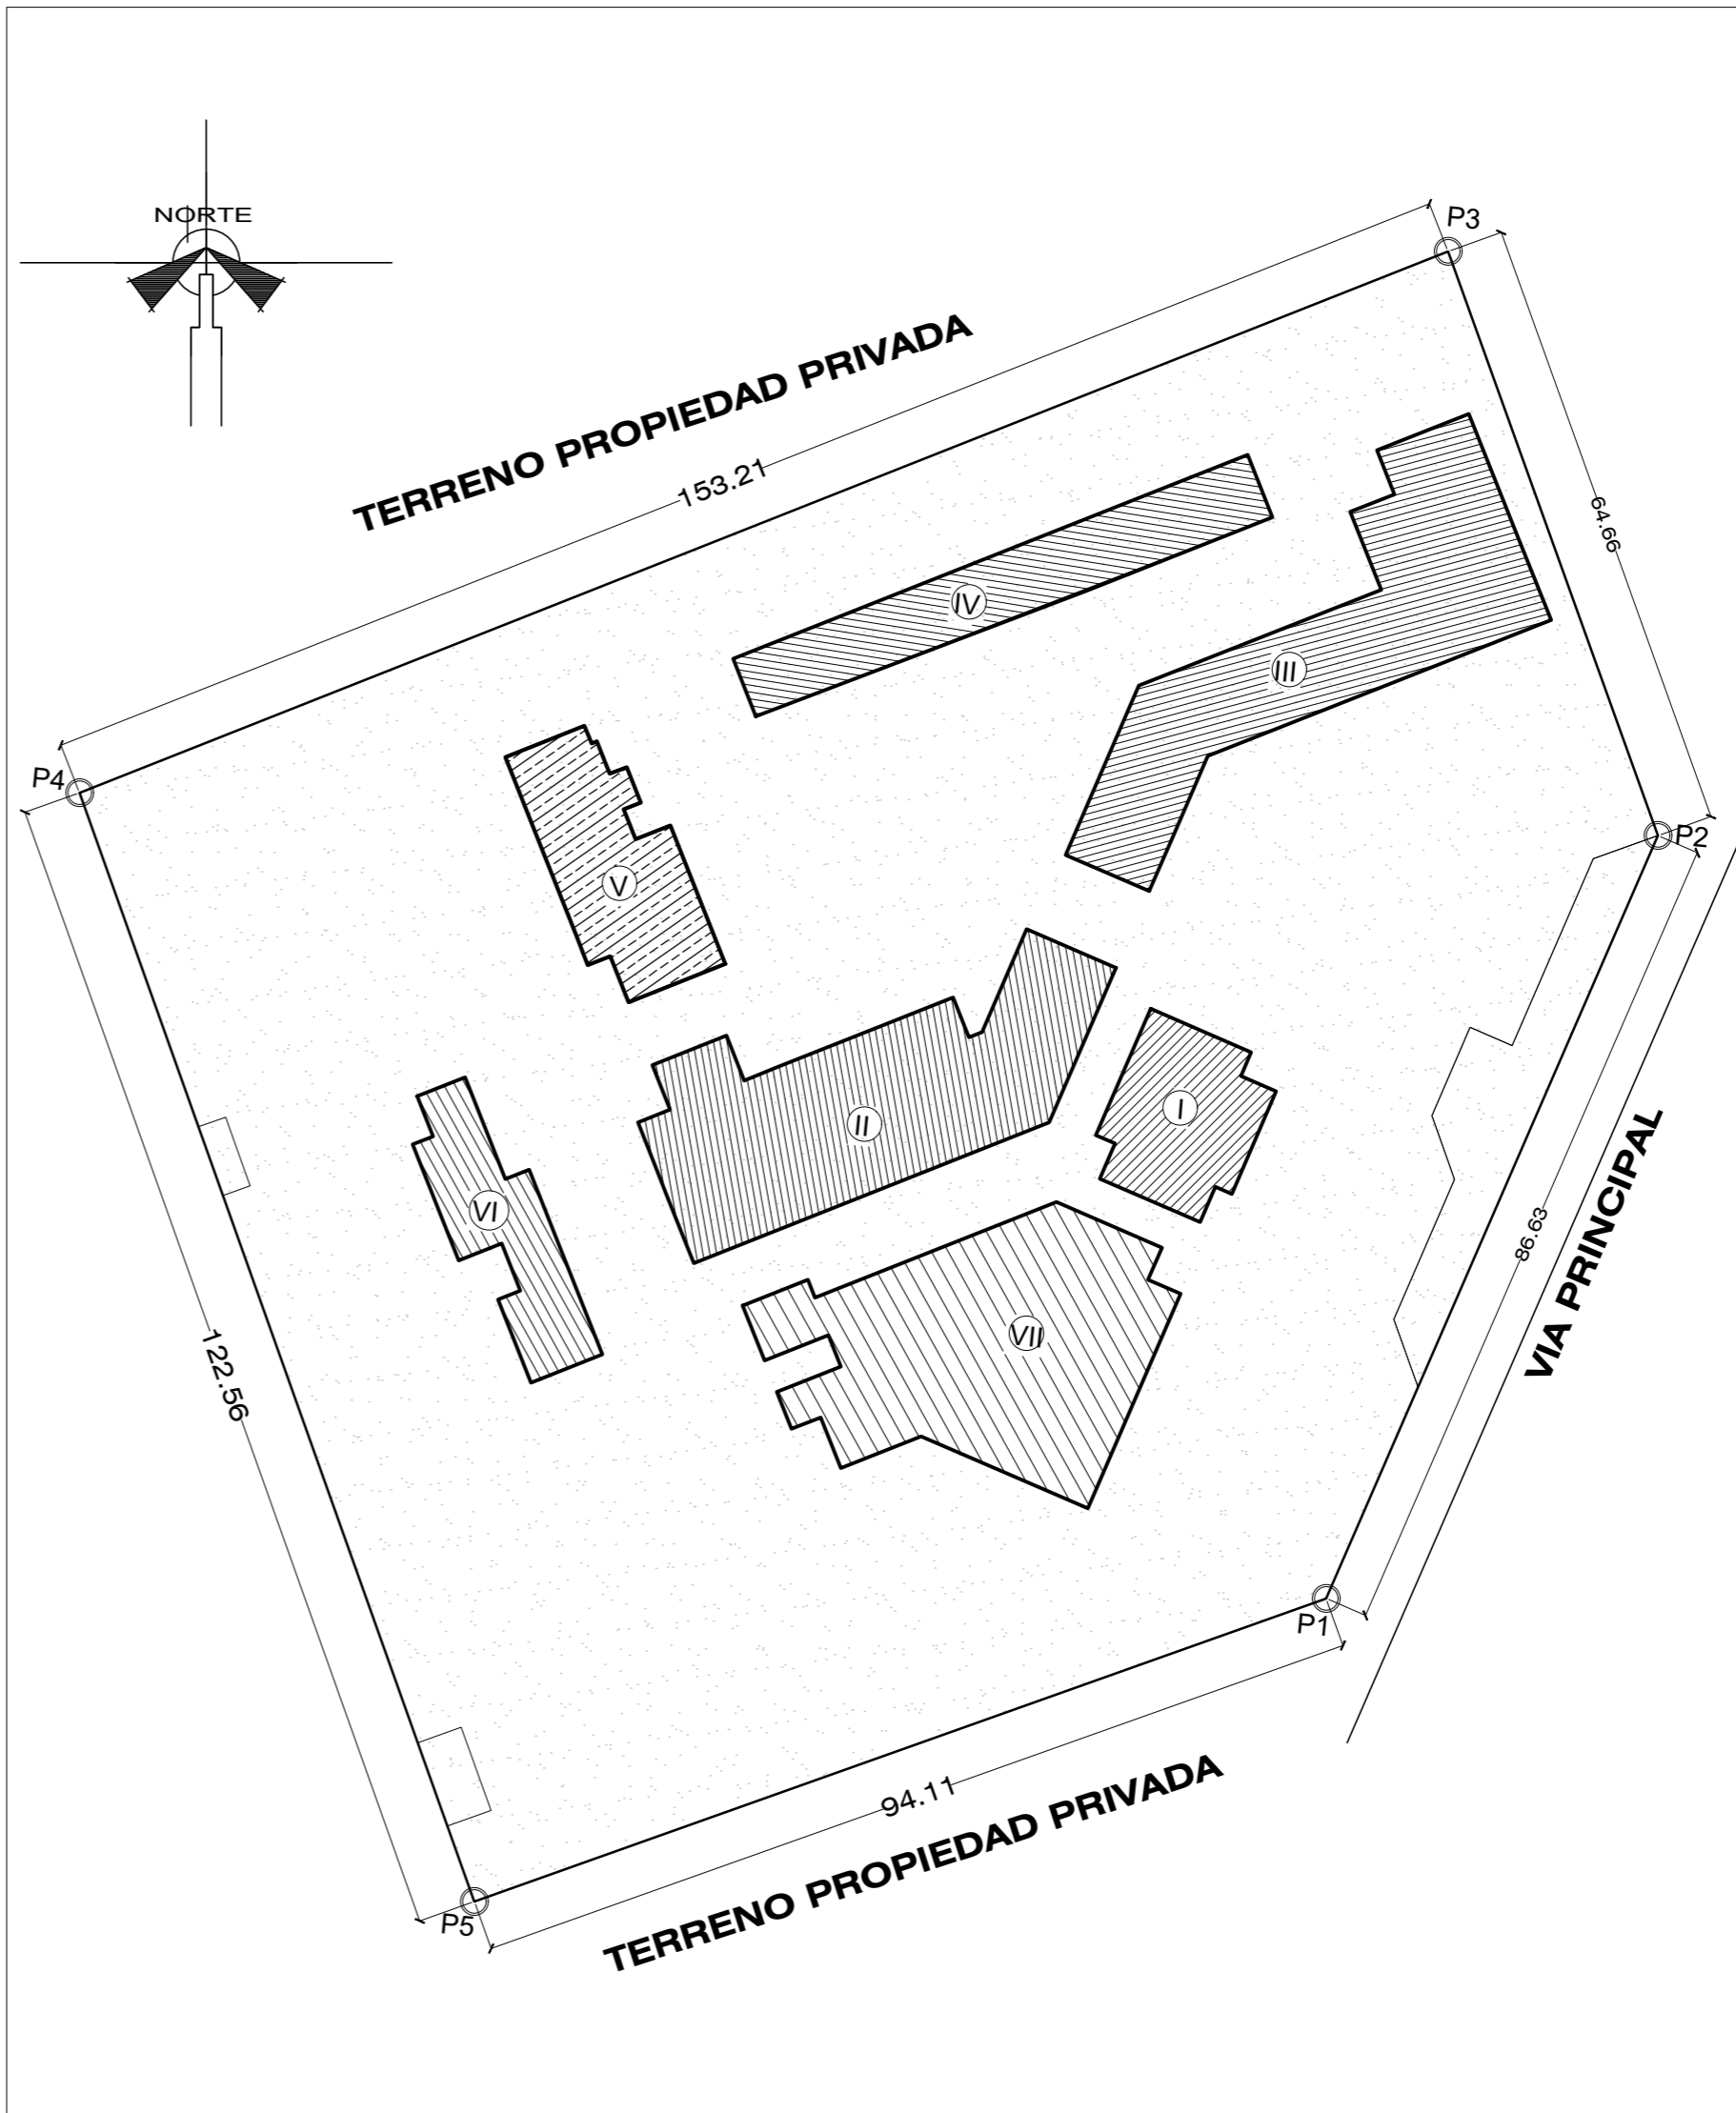 NORTE
P3
TERRENO PROPIEDAD PRIVADA
153.21
64.66
IV
III
P4
P2
V
II
I
VI
VII
86.63
VIA PRINCIPAL
122.56
P1
94.11
TERRENO PROPIEDAD PRIVADA
P5